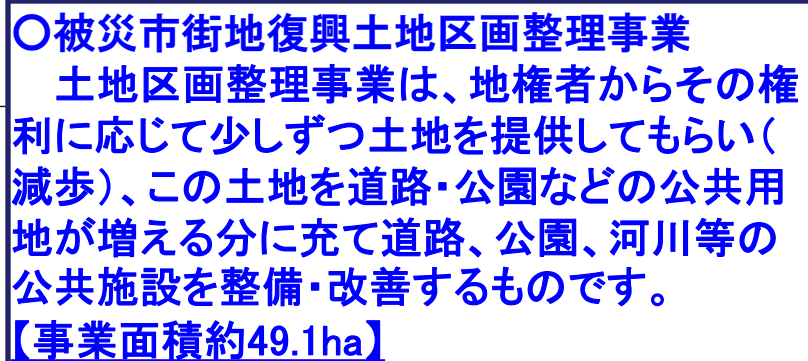 ○被災市街地復興土地区画整理事業
　土地区画整理事業は、地権者からその権
利に応じて少しずつ土地を提供してもらい（
減歩）、この土地を道路・公園などの公共用
地が増える分に充て道路、公園、河川等の
公共施設を整備・改善するものです。
【事業面積約49.1ha】